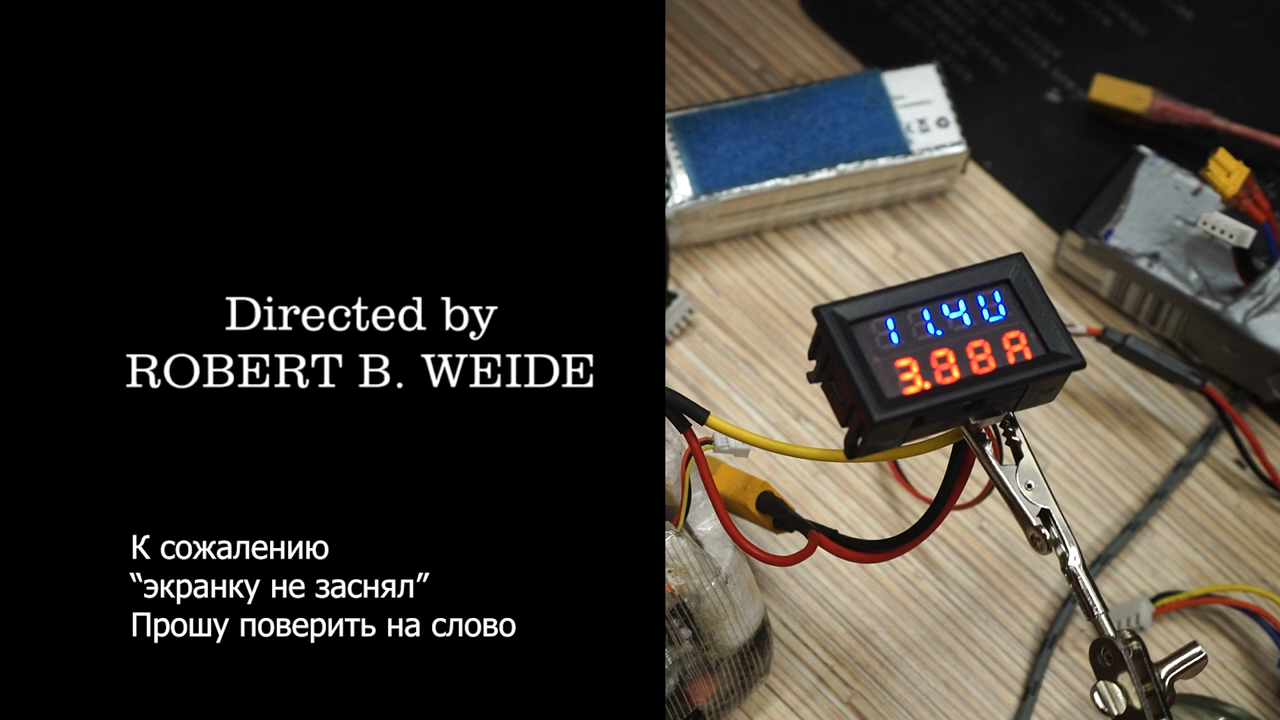 Directed by
ROBERT B. WEIDE
К сожалению
“экранку не заснял”
Прошу поверить на слово
11.4U
3.88A